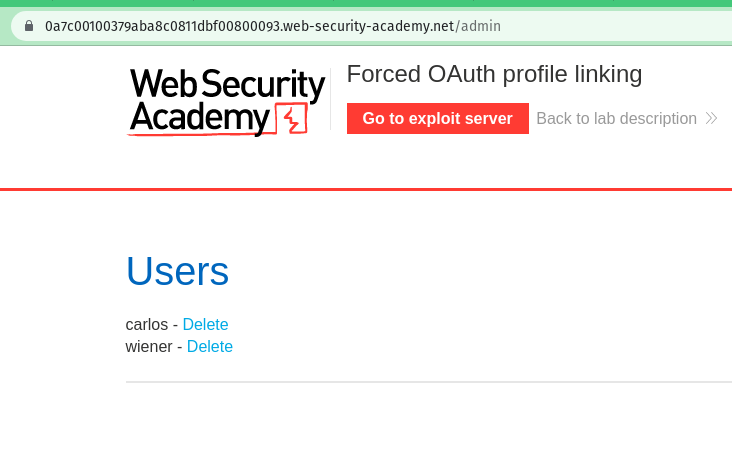 0a7c00100379aba8c0811dbf00800093.web-security-academy.net/admin
Web Security
Academy
Forced OAuth profile linking
Go to exploit server
Back to lab description
Users
carlos - Delete
wiener - Delete